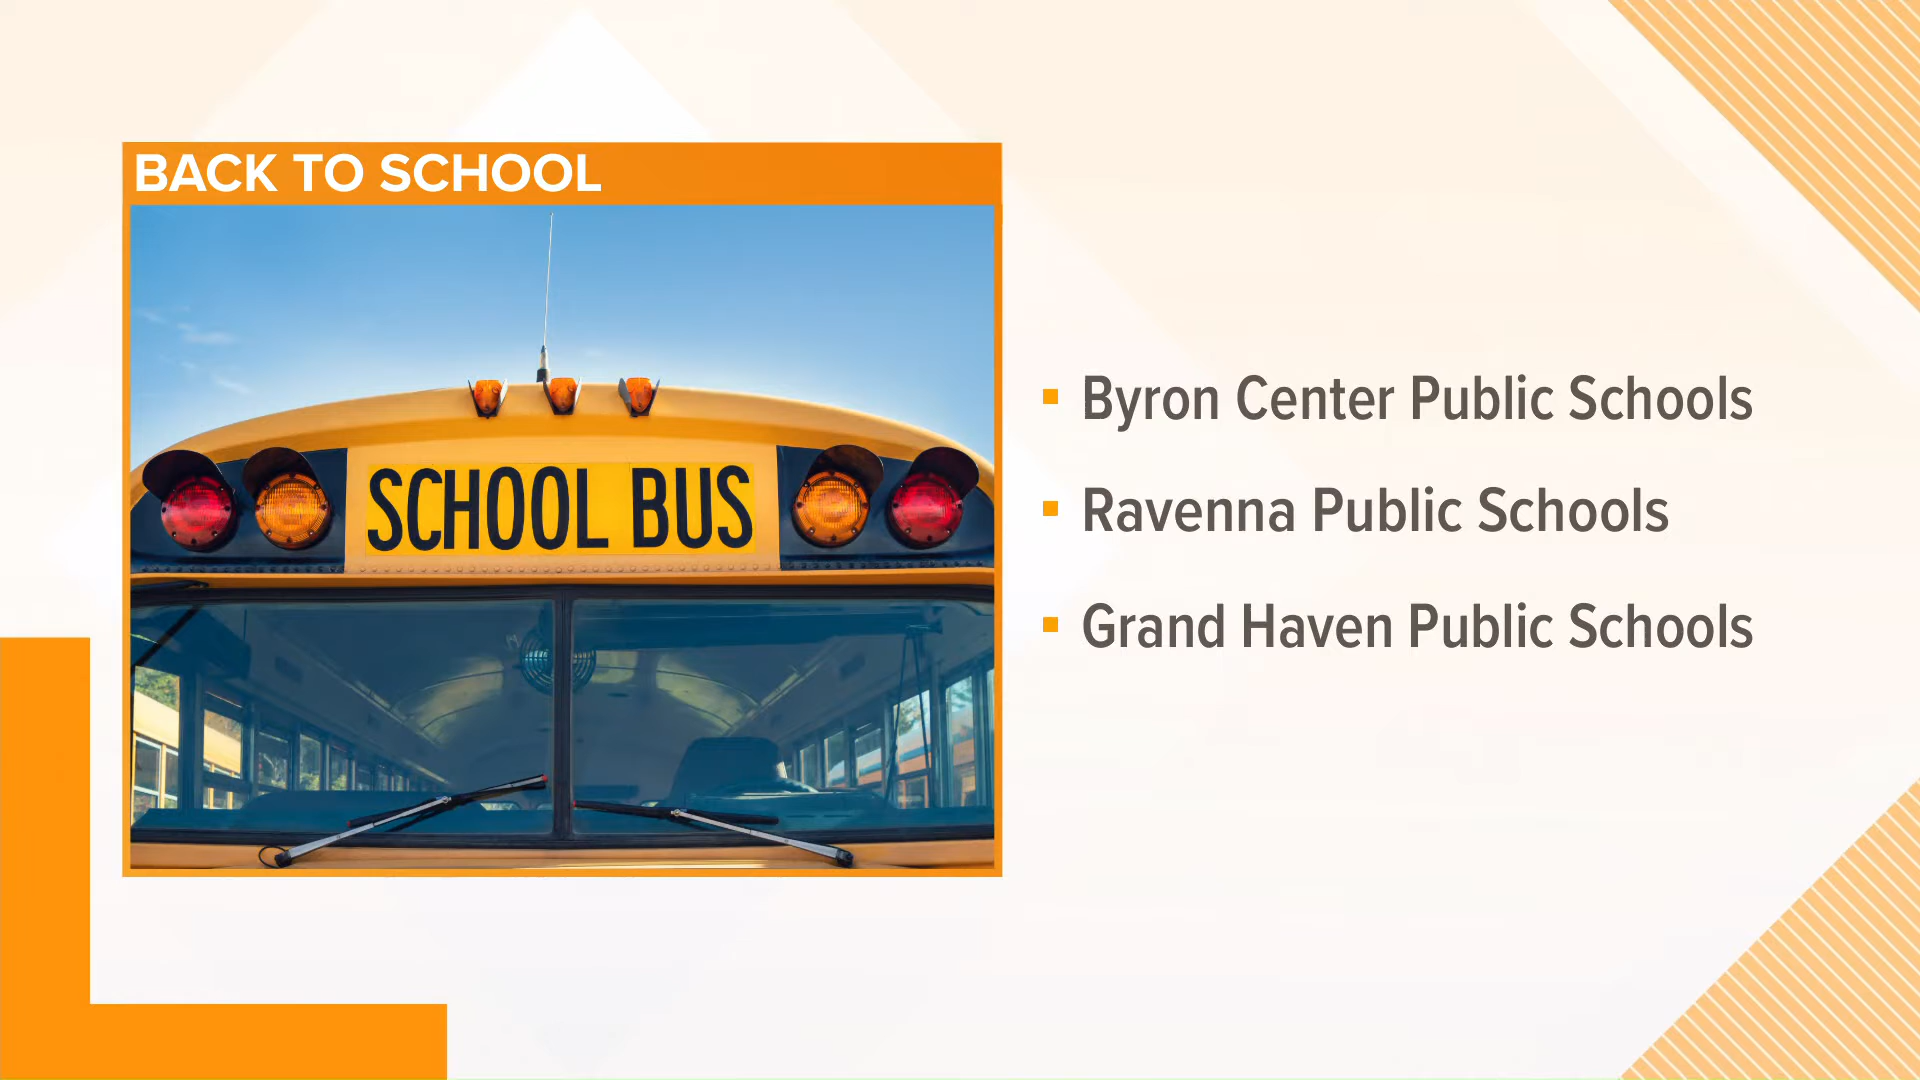 BACK TO SCHOOL
SCHOOL BUS
Byron Center Public Schools
Ravenna Public Schools
Grand Haven Public Schools